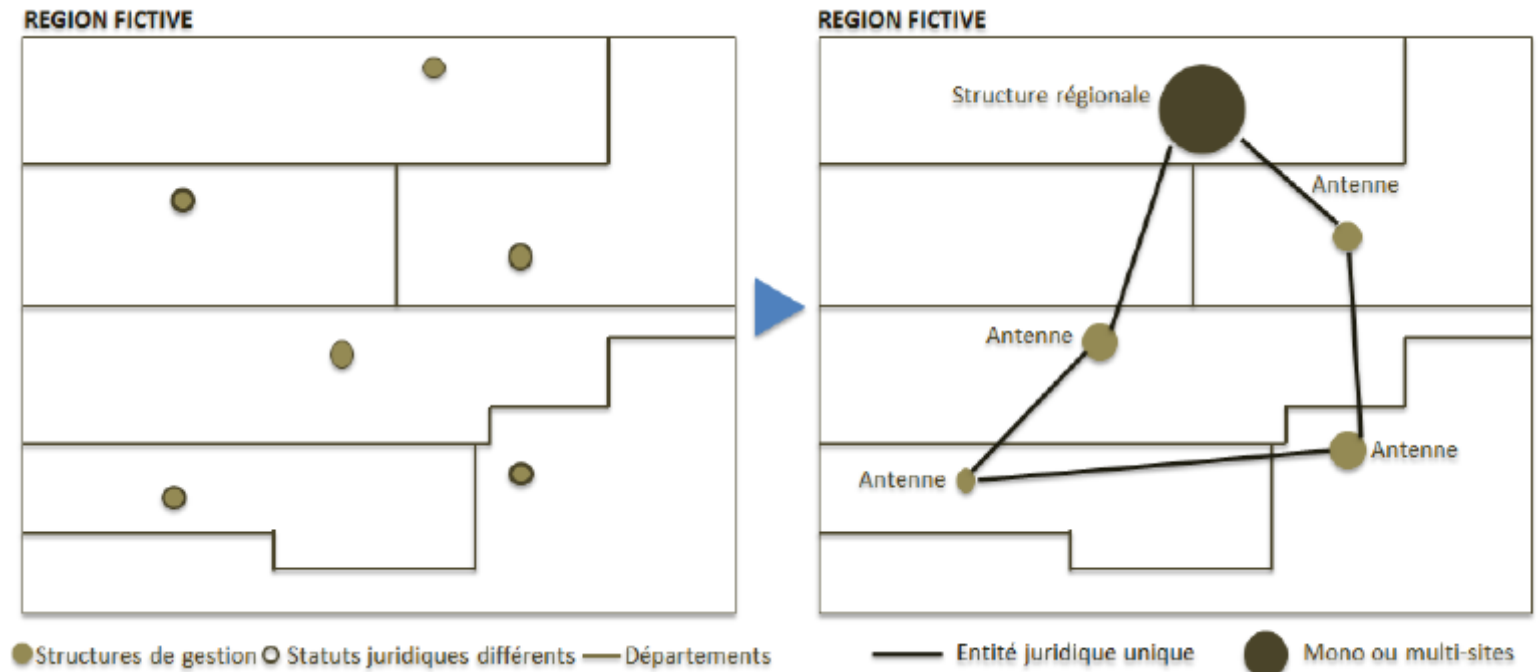 REGION FICTIVE
REGION FICTIVE
Structure régionale
Antenne
Antenne
Antenne
Antenne
Structures de gestion
Statuts juridiques différents
Départements
Entité juridique unique
Mono ou multi-sites